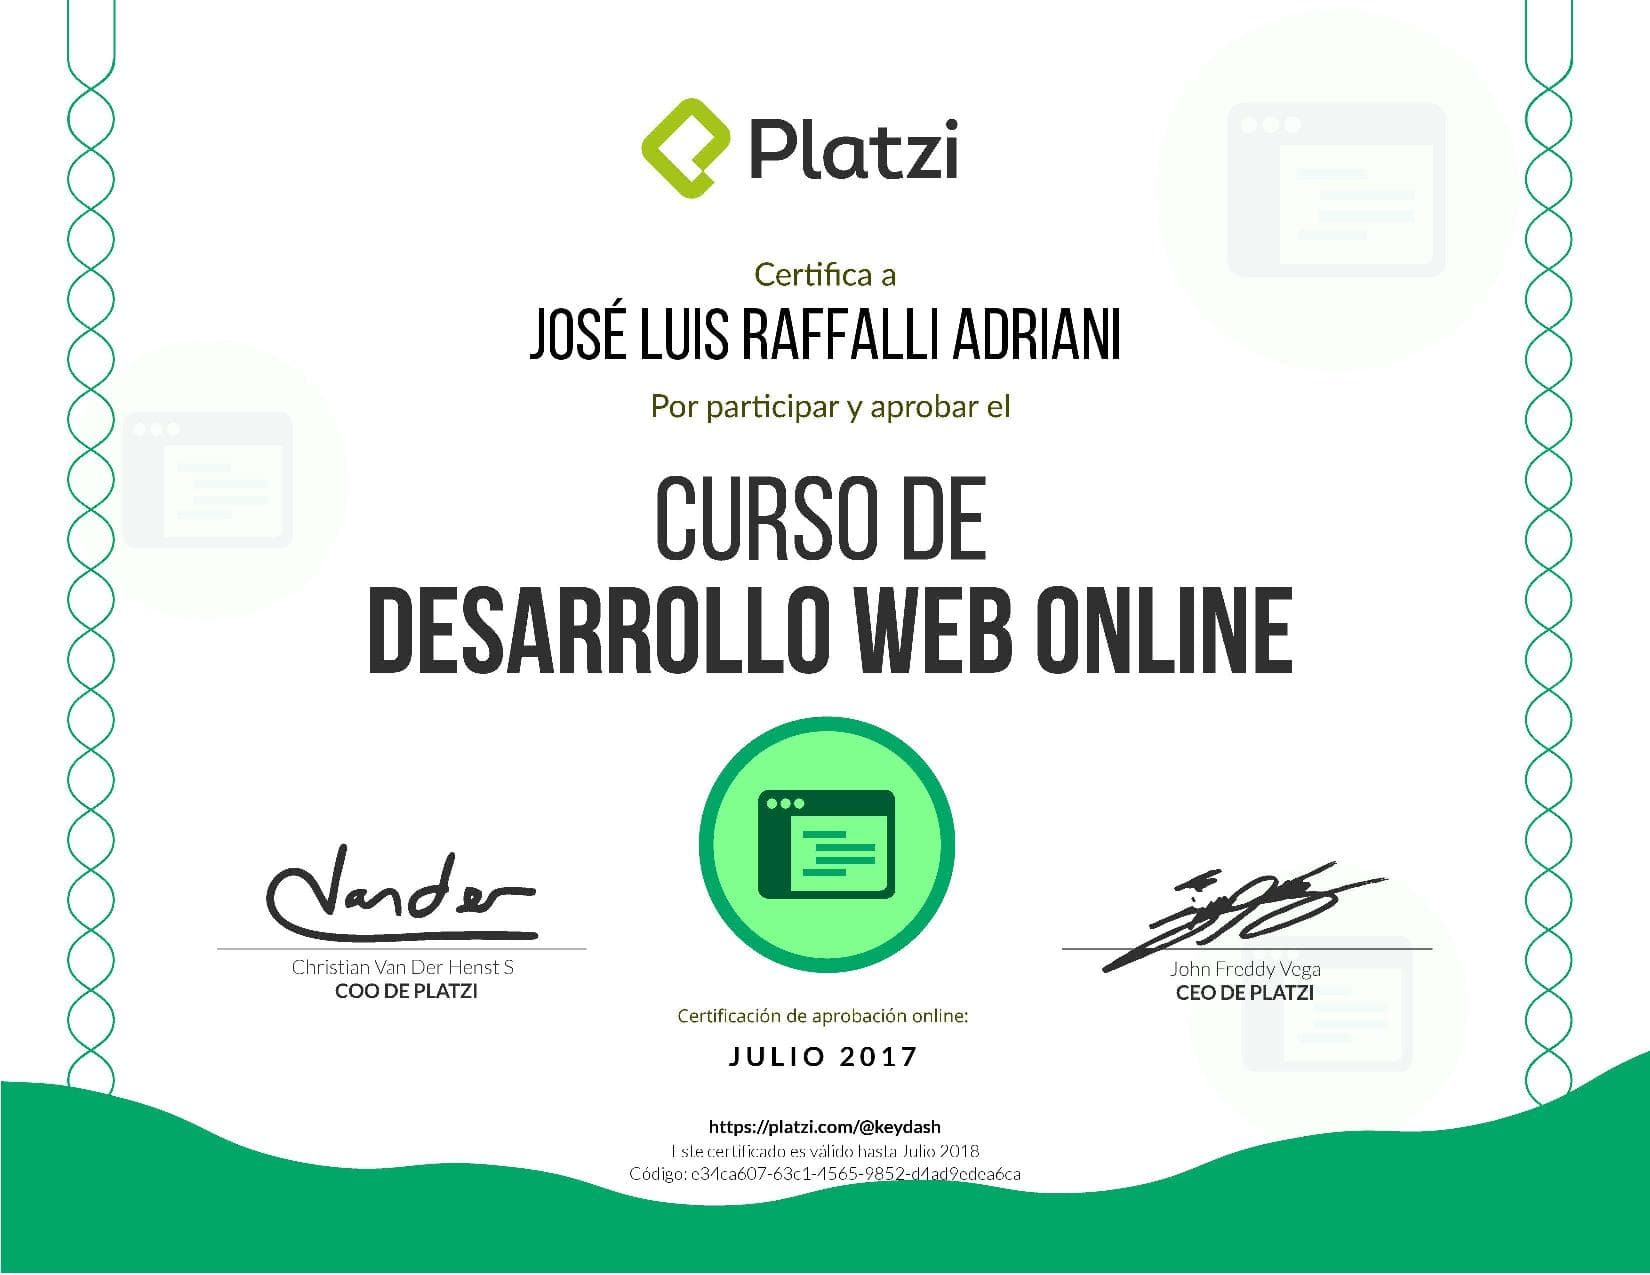 Platzi
Certifica a
JOSÉ LUIS RAFFALLI ADRIANI
Por participar y aprobar el
CURSO DE
DESARROLLO WEB ONLINE
Vander
Christian Van Der Henst S
COO DE PLATZI
John Freddy Vega
CEO DE PLATZI
Certificación de aprobación online:
JULIO 2017
https://platzi.com/@keydash
Este certificado es válido hasta Julio 2018
Código: e34ca607-63c1-4565-9852-d4ad9edea6ca